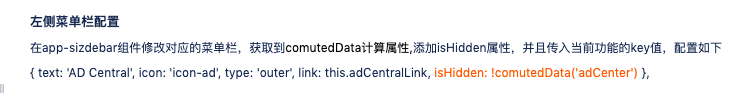 左侧菜单栏配置
在app-sizdebar组件修改对应的菜单栏，获取到comutedData计算属性,添加isHidden属性，并且传入当前功能的key值，配置如下
{ text: 'AD Central', icon: 'icon-ad', type: 'outer', link: this.adCentralLink, isHidden: !comutedData('adCenter') },